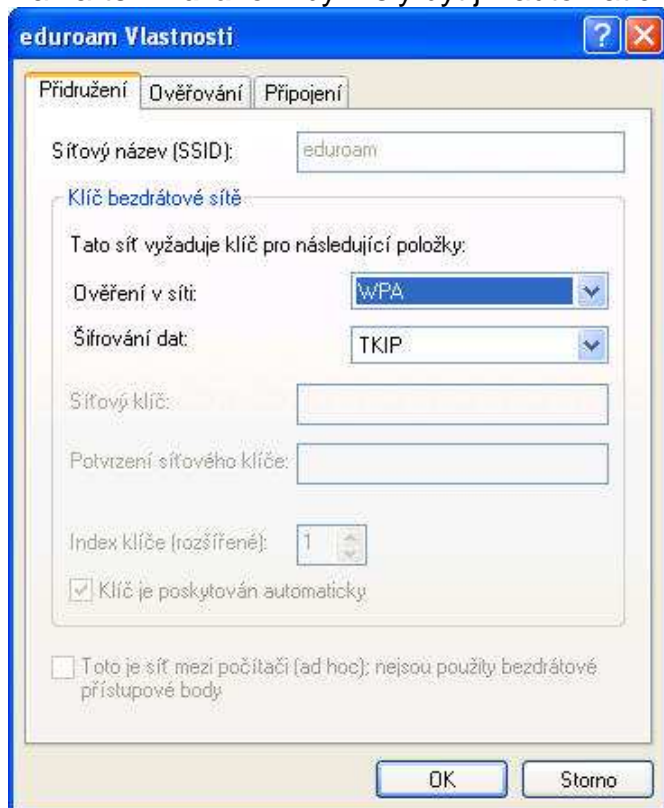 eduroam Vlastnosti
Přidružení Ověřování Připojení
Síťový název (SSID): eduroam
Klíč bezdrátové sítě
Tato síť vyžaduje klíč pro následující položky:
Ověření v síti: WPA
Šifrování dat: TKIP
Síťový klíč:
Potvrzení síťového klíče:
Index klíče (rozšířené): 1
Klíč je poskytován automaticky
Toto je síť mezi počítači (ad hoc); nejsou použity bezdrátové
přístupové body
OK Storno